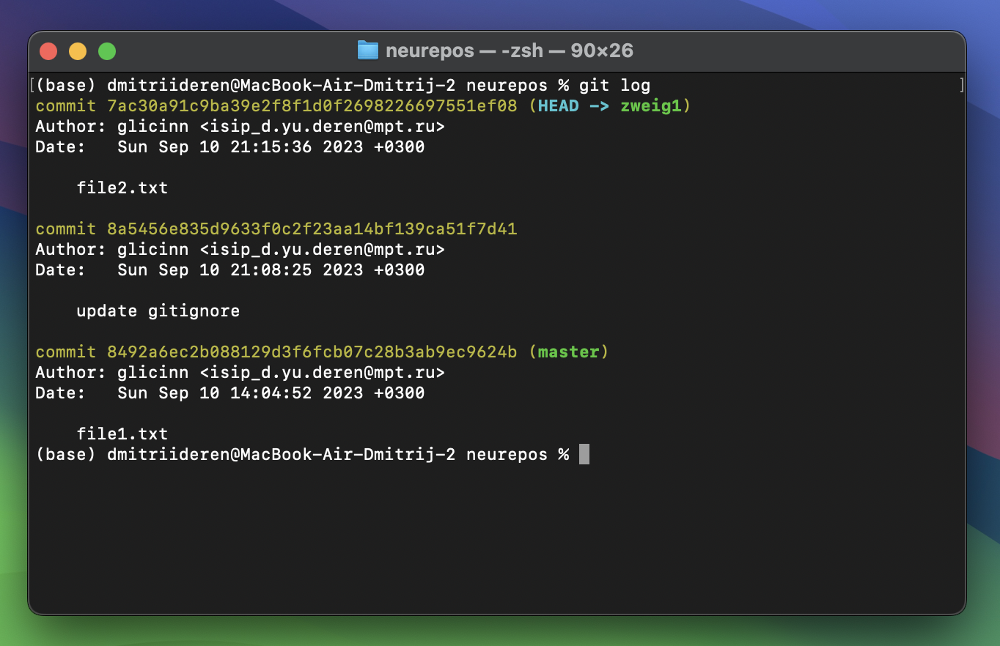 neurepos — -zsh — 90×26
[(base) dmitriideren@MacBook-Air-Dmitrij-2 neurepos % git log ]
commit 7ac30a91c9ba39e2f8f1d0f2698226697551ef08 (HEAD -> zweig1)
Author: glicinn <isip_d.yu.deren@mpt.ru>
Date:   Sun Sep 10 21:15:36 2023 +0300
file2.txt
commit 8a5456e835d9633f0c2f23aa14bf139ca51f7d41
Author: glicinn <isip_d.yu.deren@mpt.ru>
Date:   Sun Sep 10 21:08:25 2023 +0300
update gitignore
commit 8492a6ec2b088129d3f6fcb07c28b3ab9ec9624b (master)
Author: glicinn <isip_d.yu.deren@mpt.ru>
Date:   Sun Sep 10 14:04:52 2023 +0300
file1.txt
(base) dmitriideren@MacBook-Air-Dmitrij-2 neurepos %